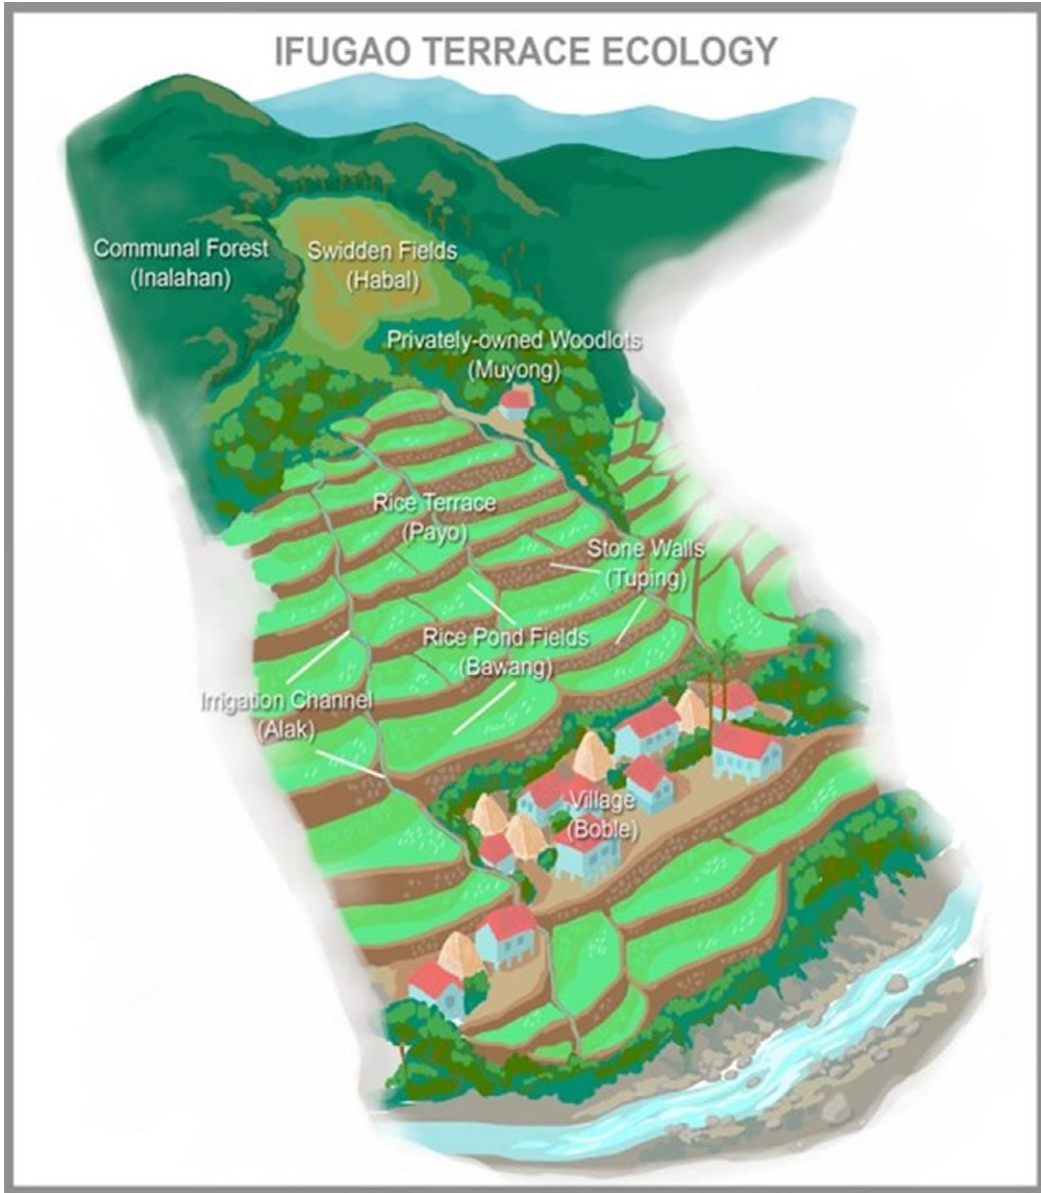 IFUGAO TERRACE ECOLOGY
Communal Forest
(Inalahan)
Swidden Fields
(Habal)
Privately-owned Woodlots
(Muyong)
Rice Terrace
(Payo)
Stone Walls
(Tuping)
Rice Pond Fields
(Bawang)
Irrigation Channel
(Alak)
Village
(Boble)